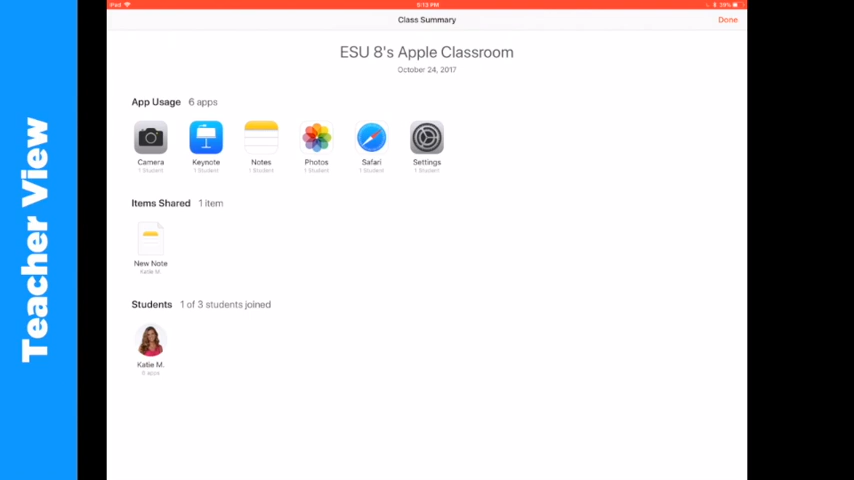 Teacher View
iPad
5:13 PM
39%
Class Summary
Done
ESU 8's Apple Classroom
October 24, 2017
App Usage 6 apps
Camera Keynote Notes Photos Safari Settings
1 Student 1 Student 1 Student 1 Student 1 Student 1 Student
Items Shared 1 item
New Note
Katie M.
Students 1 of 3 students joined
Katie M.
6 apps